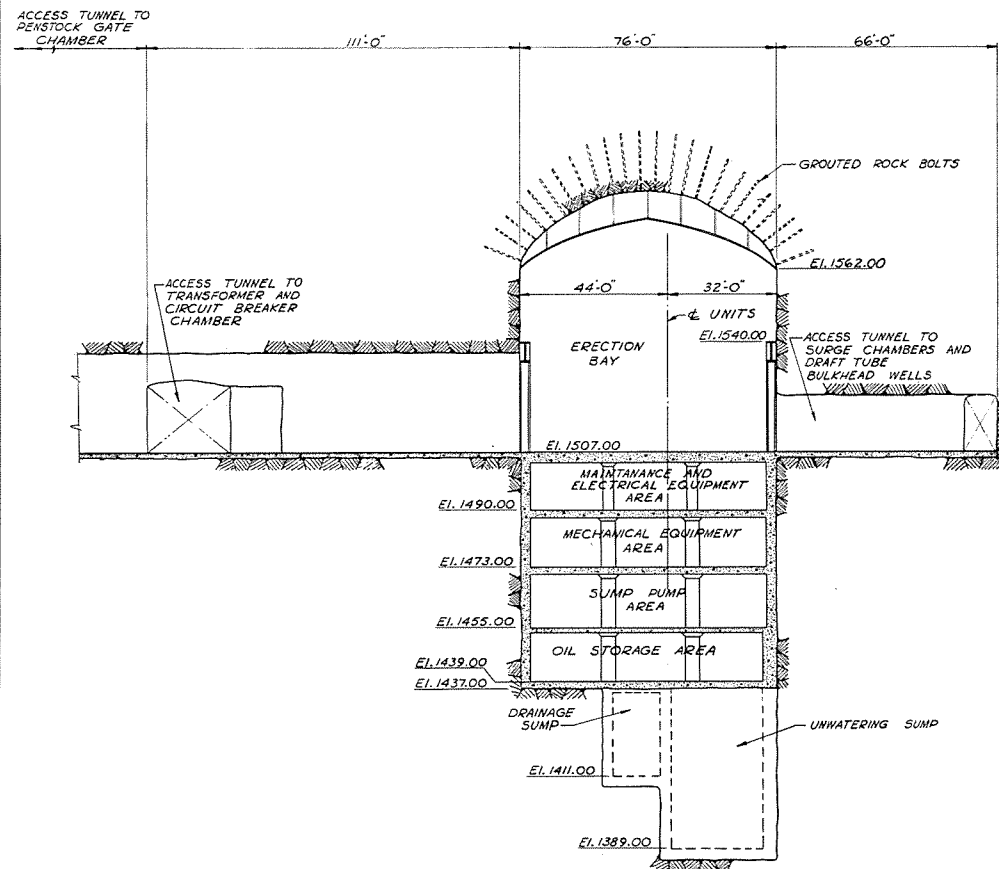 ACCESS TUNNEL TO
PENSTOCK GATE
CHAMBER
111'-0"
76'-0"
66'-0"
GROUTED ROCK BOLTS
El. 1562.00
ACCESS TUNNEL TO
TRANSFORMER AND
CIRCUIT BREAKER
CHAMBER
44'-0"
32'-0"
℄ UNITS
El. 1540.00
ERECTION
BAY
ACCESS TUNNEL TO
SURGE CHAMBERS AND
DRAFT TUBE
BULKHEAD WELLS
El. 1507.00
MAINTANANCE AND
ELECTRICAL EQUIPMENT
AREA
El. 1490.00
MECHANICAL EQUIPMENT
AREA
El. 1473.00
SUMP PUMP
AREA
El. 1455.00
OIL STORAGE AREA
El. 1439.00
El. 1437.00
DRAINAGE
SUMP
UNWATERING SUMP
El. 1411.00
El. 1389.00